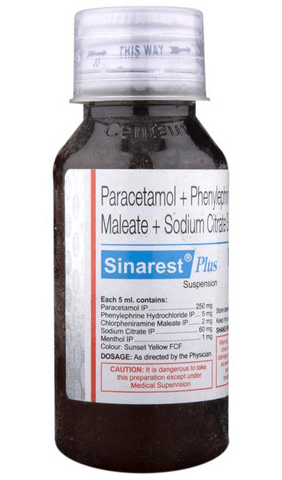 THIS WAY
Centaur
Paracetamol + Phenylephrin
Maleate + Sodium Citrate S
Sinarest® Plus
Suspension
Each 5 ml. contains:
Paracetamol IP 250 mg
Phenylephrine Hydrochloride IP 5 mg
Chlorpheniramine Maleate IP 2 mg
Sodium Citrate IP 60 mg
Menthol IP 1 mg
Colour: Sunset Yellow FCF
DOSAGE: As directed by the Physician.
CAUTION: It is dangerous to take
this preparation except under
Medical Supervision